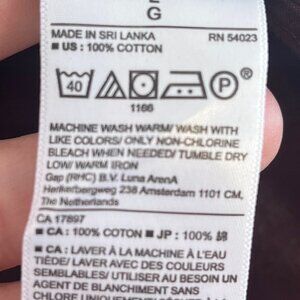 G
MADE IN SRI LANKA RN 54023
■ US : 100% COTTON
40 P
1166
MACHINE WASH WARM/ WASH WITH
LIKE COLORS/ ONLY NON-CHLORINE
BLEACH WHEN NEEDED/ TUMBLE DRY
LOW/ WARM IRON
Gap (RHC) B.V. Luna ArenA
Herikerbergweg 238 Amsterdam 1101 CM,
The Netherlands
CA 17897
■ CA : 100% COTTON ■ JP : 100% 綿
■ CA : LAVER À LA MACHINE À L'EAU
TIÈDE/ LAVER AVEC DES COULEURS
SEMBLABLES/ UTILISER AU BESOIN UN
AGENT DE BLANCHIMENT SANS
CHLORE UNIQUEMENT